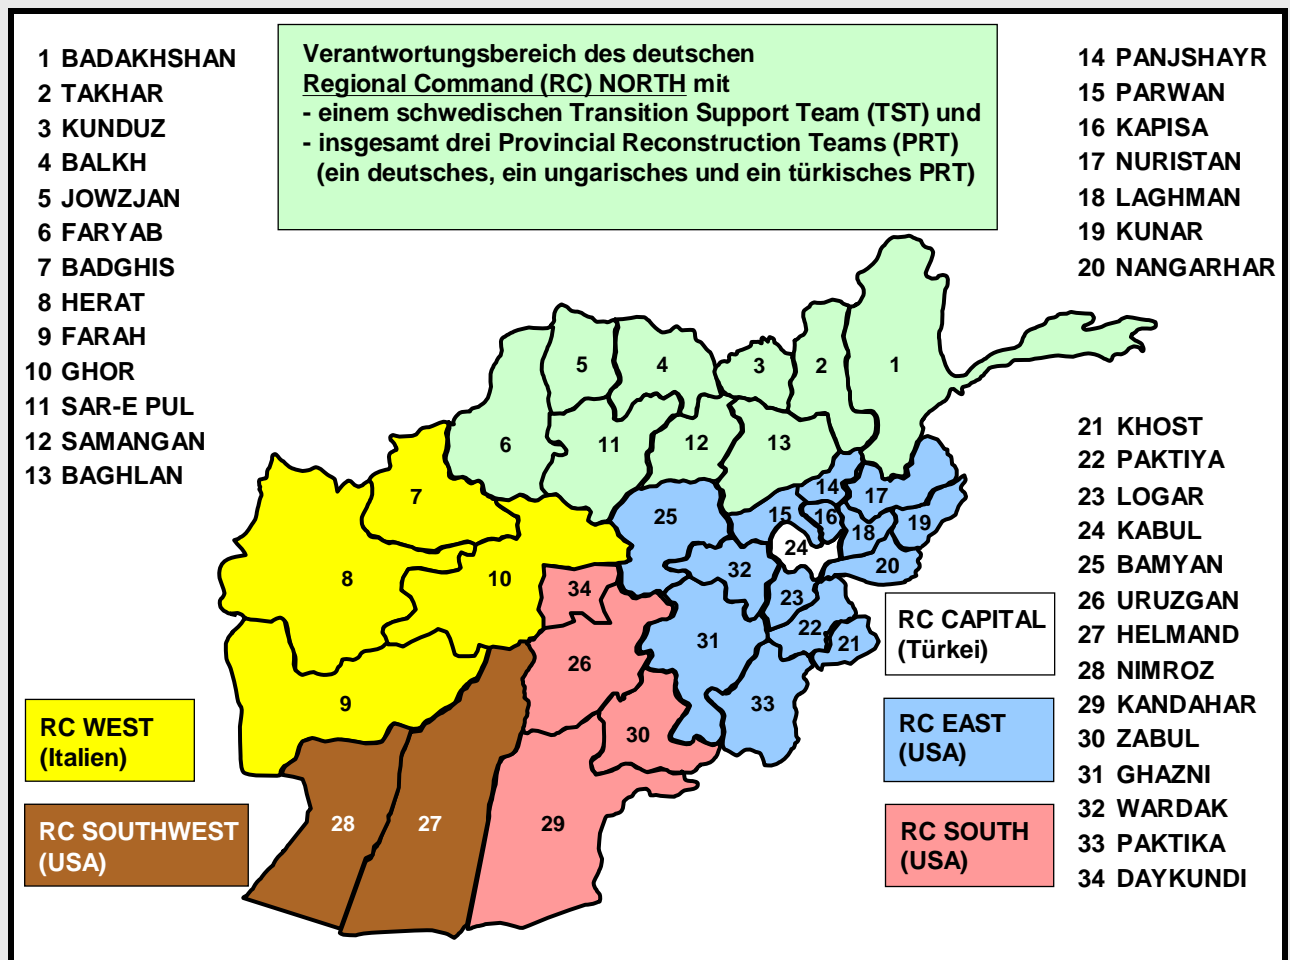 1 BADAKHSHAN
2 TAKHAR
3 KUNDUZ
4 BALKH
5 JOWZJAN
6 FARYAB
7 BADGHIS
8 HERAT
9 FARAH
10 GHOR
11 SAR-E PUL
12 SAMANGAN
13 BAGHLAN
Verantwortungsbereich des deutschen
Regional Command (RC) NORTH mit
- einem schwedischen Transition Support Team (TST) und
- insgesamt drei Provincial Reconstruction Teams (PRT)
(ein deutsches, ein ungarisches und ein türkisches PRT)
14 PANJSHAYR
15 PARWAN
16 KAPISA
17 NURISTAN
18 LAGHMAN
19 KUNAR
20 NANGARHAR
21 KHOST
22 PAKTIYA
23 LOGAR
24 KABUL
25 BAMYAN
26 URUZGAN
27 HELMAND
28 NIMROZ
29 KANDAHAR
30 ZABUL
31 GHAZNI
32 WARDAK
33 PAKTIKA
34 DAYKUNDI
5
4
3
2
1
6
11
12
13
7
25
14
17
15
16
18
19
24
20
8
10
34
32
23
22
21
31
26
9
33
30
28
27
29
RC CAPITAL
(Türkei)
RC WEST
(Italien)
RC EAST
(USA)
RC SOUTHWEST
(USA)
RC SOUTH
(USA)